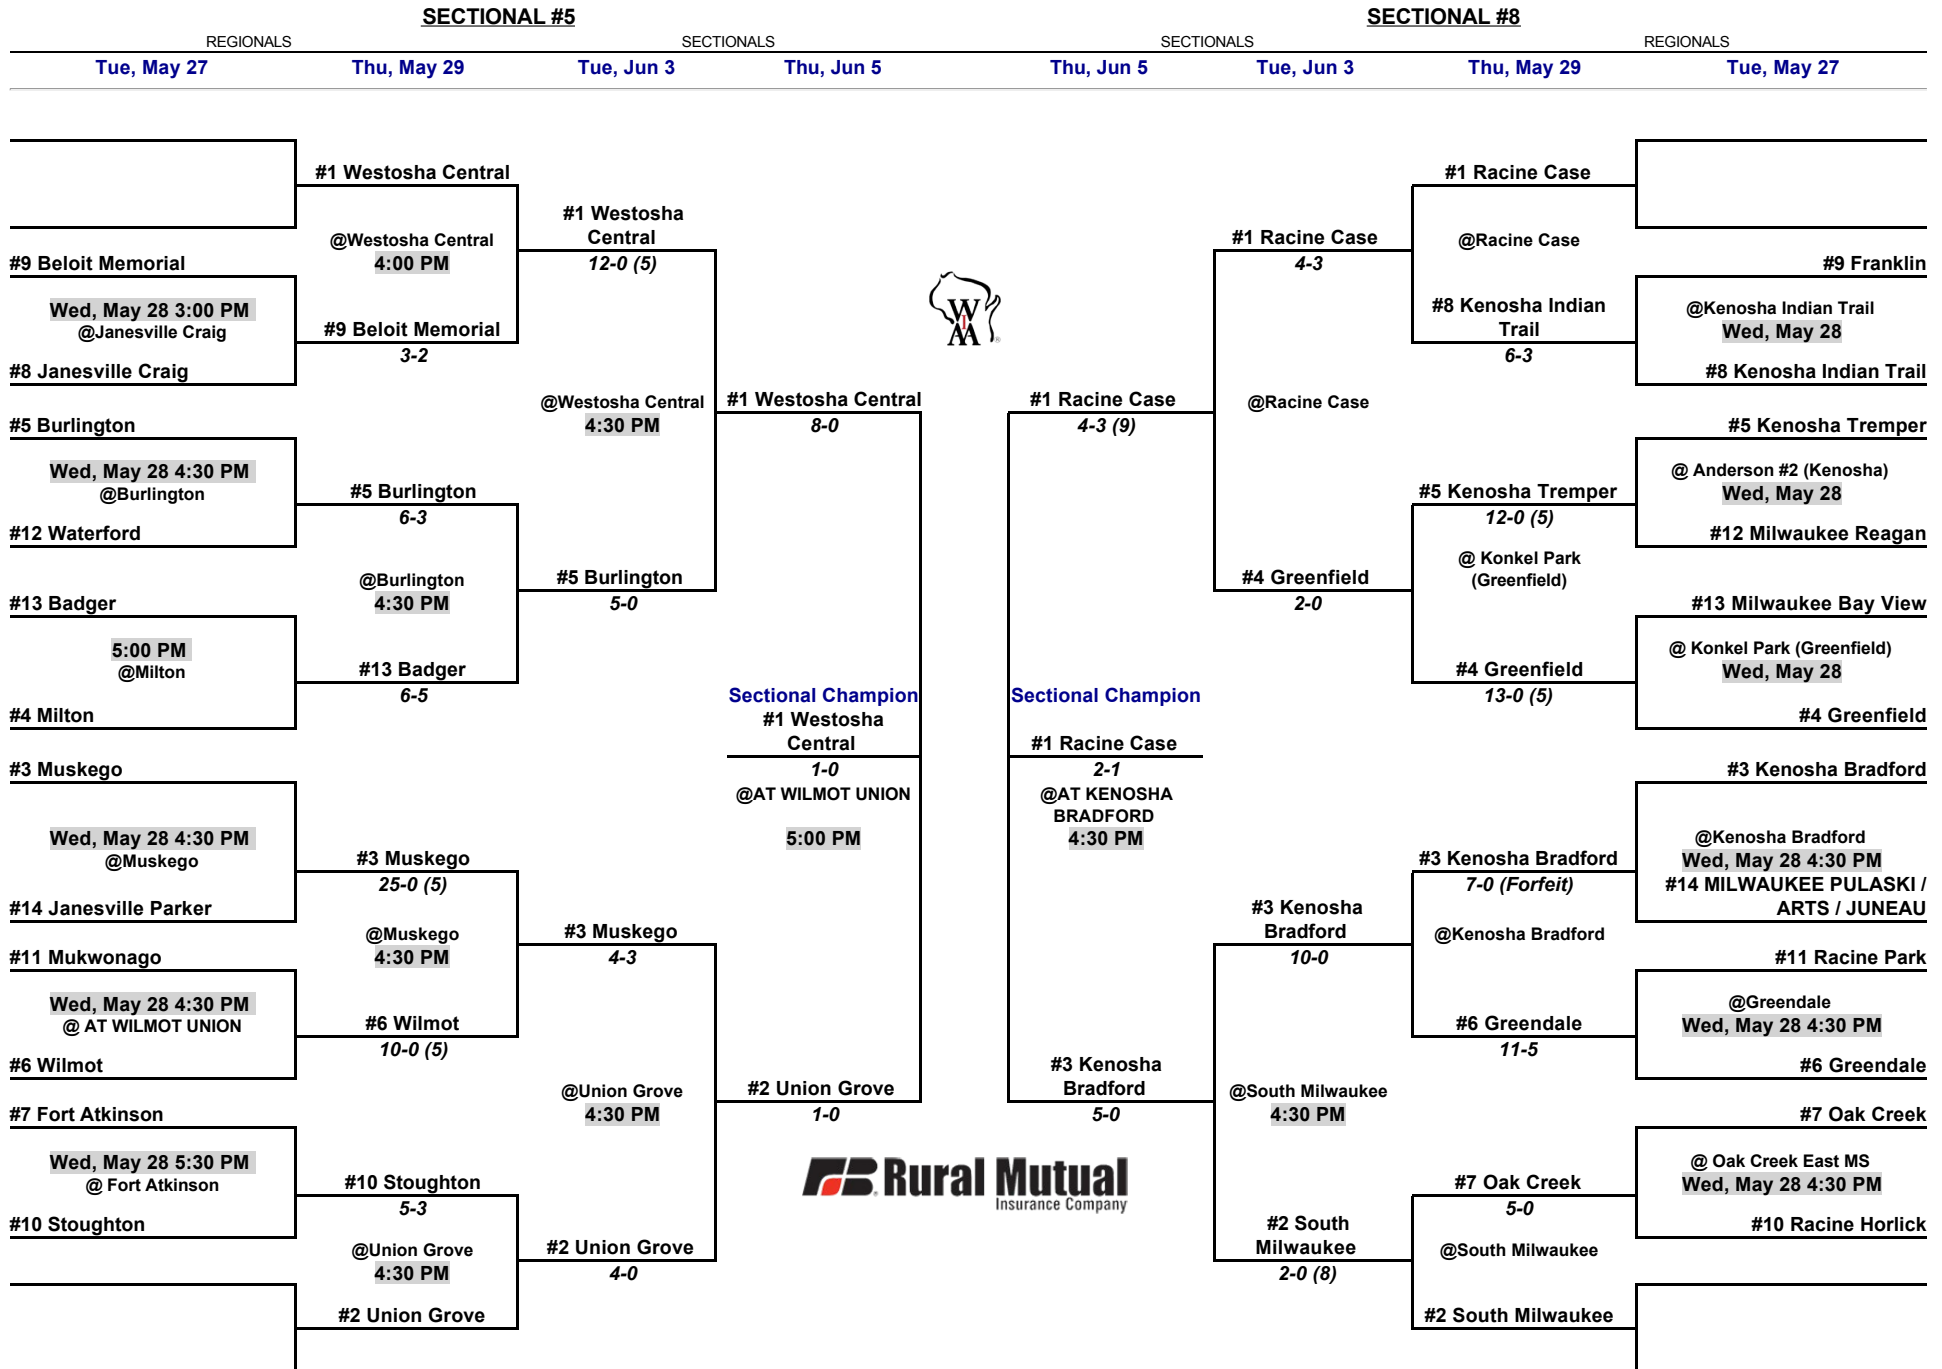 SECTIONAL #5
SECTIONAL #8
REGIONALS
SECTIONALS
SECTIONALS
REGIONALS
Tue, May 27
Thu, May 29
Tue, Jun 3
Thu, Jun 5
Thu, Jun 5
Tue, Jun 3
Thu, May 29
Tue, May 27
#9 Beloit Memorial
Wed, May 28 3:00 PM
@Janesville Craig
#8 Janesville Craig
#5 Burlington
Wed, May 28 4:30 PM
@Burlington
#12 Waterford
#13 Badger
5:00 PM
@Milton
#4 Milton
#3 Muskego
Wed, May 28 4:30 PM
@Muskego
#14 Janesville Parker
#11 Mukwonago
Wed, May 28 4:30 PM
@ AT WILMOT UNION
#6 Wilmot
#7 Fort Atkinson
Wed, May 28 5:30 PM
@ Fort Atkinson
#10 Stoughton
#1 Westosha Central
@Westosha Central
4:00 PM
#9 Beloit Memorial
3-2
#5 Burlington
6-3
@Burlington
4:30 PM
#13 Badger
6-5
#3 Muskego
25-0 (5)
@Muskego
4:30 PM
#6 Wilmot
10-0 (5)
#10 Stoughton
5-3
@Union Grove
4:30 PM
#2 Union Grove
#1 Westosha
Central
12-0 (5)
@Westosha Central
4:30 PM
#5 Burlington
5-0
#3 Muskego
4-3
@Union Grove
4:30 PM
#2 Union Grove
4-0
#1 Westosha Central
8-0
Sectional Champion
#1 Westosha
Central
1-0
@AT WILMOT UNION
5:00 PM
#2 Union Grove
1-0
W
I
AA
®
Rural Mutual
Insurance Company
#1 Racine Case
4-3 (9)
Sectional Champion
#1 Racine Case
2-1
@AT KENOSHA
BRADFORD
4:30 PM
#3 Kenosha
Bradford
5-0
#1 Racine Case
4-3
@Racine Case
#4 Greenfield
2-0
#3 Kenosha
Bradford
10-0
@South Milwaukee
4:30 PM
#2 South
Milwaukee
2-0 (8)
#1 Racine Case
@Racine Case
#8 Kenosha Indian
Trail
6-3
#5 Kenosha Tremper
12-0 (5)
@ Konkel Park
(Greenfield)
#4 Greenfield
13-0 (5)
#3 Kenosha Bradford
7-0 (Forfeit)
@Kenosha Bradford
#6 Greendale
11-5
#7 Oak Creek
5-0
@South Milwaukee
#2 South Milwaukee
#9 Franklin
@Kenosha Indian Trail
Wed, May 28
#8 Kenosha Indian Trail
#5 Kenosha Tremper
@ Anderson #2 (Kenosha)
Wed, May 28
#12 Milwaukee Reagan
#13 Milwaukee Bay View
@ Konkel Park (Greenfield)
Wed, May 28
#4 Greenfield
#3 Kenosha Bradford
@Kenosha Bradford
Wed, May 28 4:30 PM
#14 MILWAUKEE PULASKI /
ARTS / JUNEAU
#11 Racine Park
@Greendale
Wed, May 28 4:30 PM
#6 Greendale
#7 Oak Creek
@ Oak Creek East MS
Wed, May 28 4:30 PM
#10 Racine Horlick